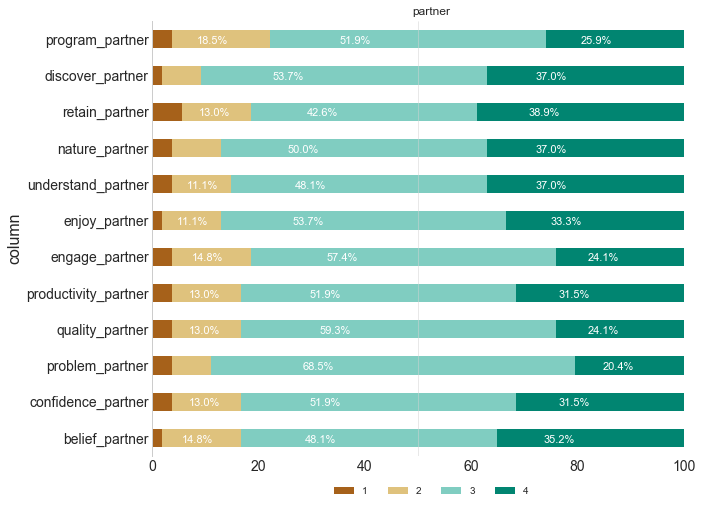 partner
program_partner 18.5% 51.9% 25.9%
discover_partner 53.7% 37.0%
retain_partner 13.0% 42.6% 38.9%
nature_partner 50.0% 37.0%
understand_partner 11.1% 48.1% 37.0%
enjoy_partner 11.1% 53.7% 33.3%
engage_partner 14.8% 57.4% 24.1%
productivity_partner 13.0% 51.9% 31.5%
quality_partner 13.0% 59.3% 24.1%
problem_partner 68.5% 20.4%
confidence_partner 13.0% 51.9% 31.5%
belief_partner 14.8% 48.1% 35.2%
column
0 20 40 60 80 100
1 2 3 4